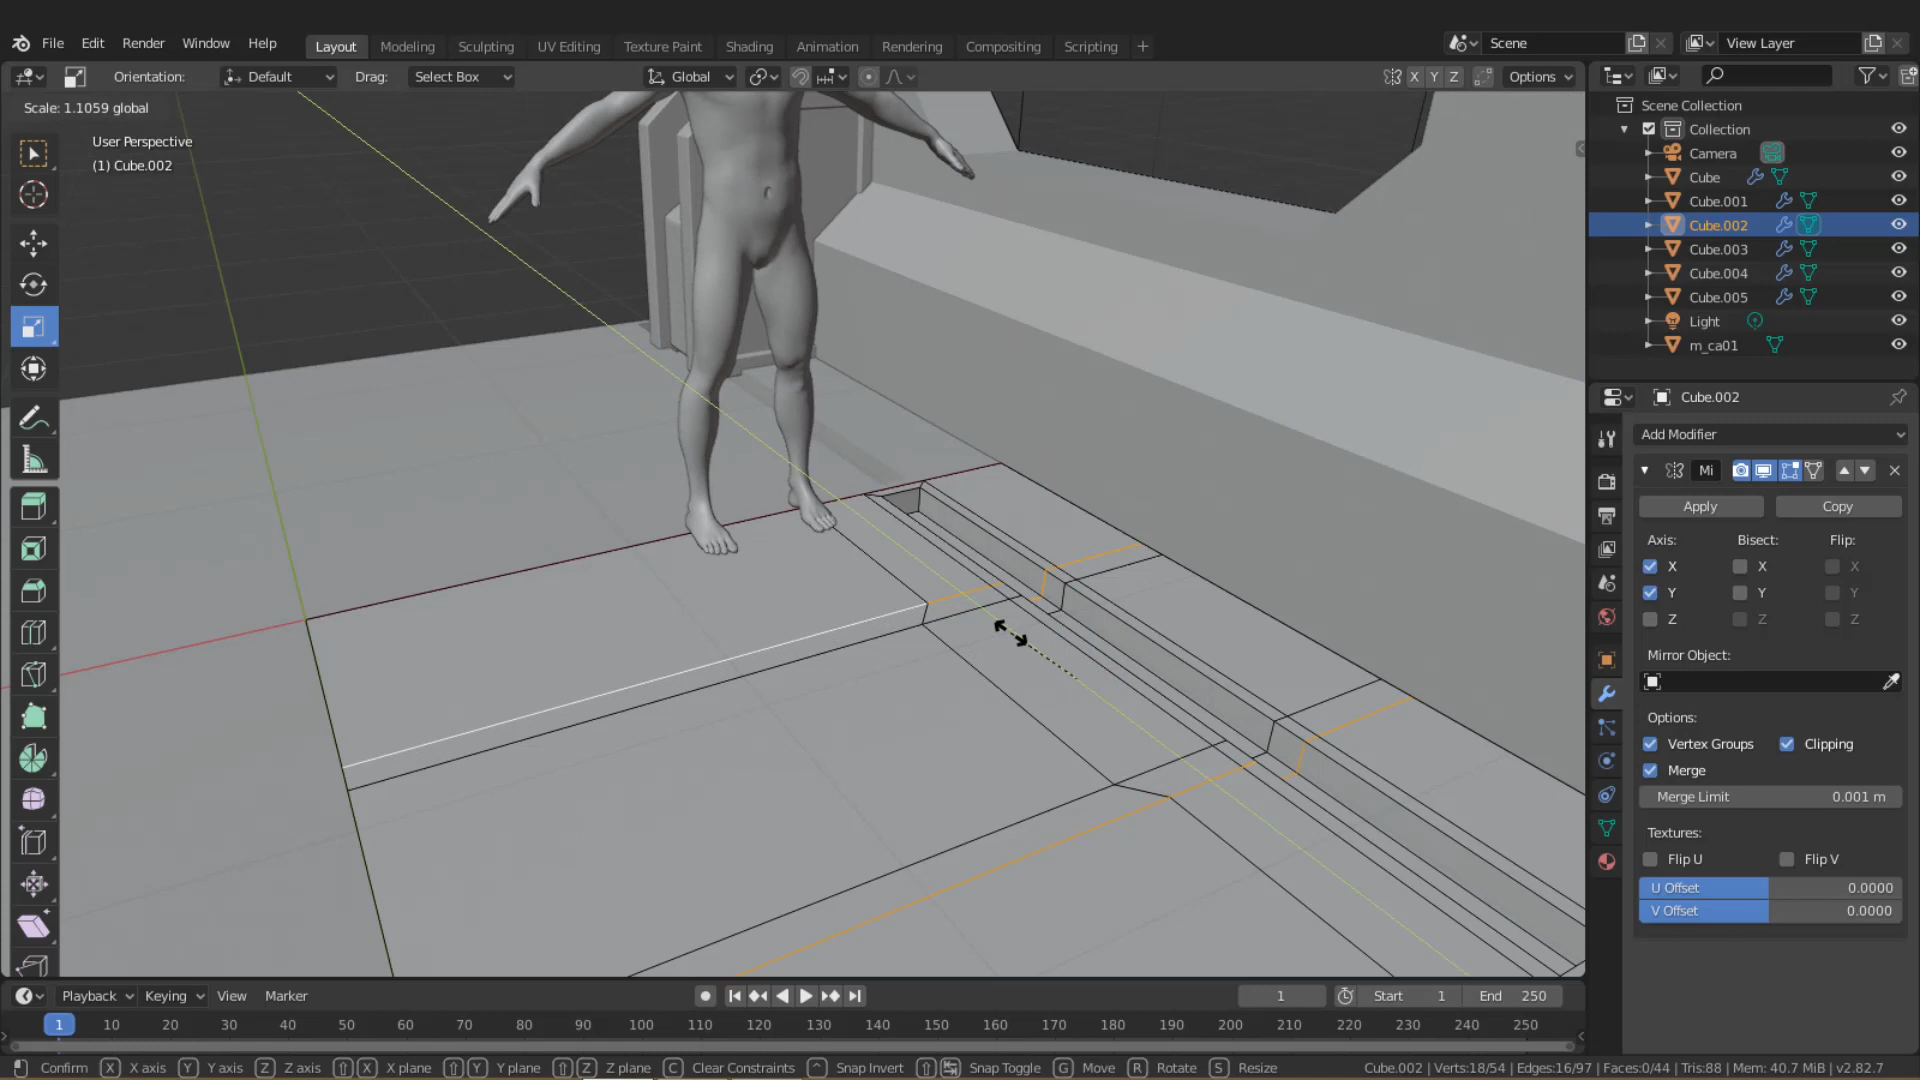 File Edit Render Window Help
Layout Modeling Sculpting UV Editing Texture Paint Shading Animation Rendering Compositing Scripting +
Scene
View Layer
Orientation: Default Drag: Select Box
Global
X Y Z Options
Scale: 1.1059 global
User Perspective
(1) Cube.002
Scene Collection
Collection
Camera
Cube
Cube.001
Cube.002
Cube.003
Cube.004
Cube.005
Light
m_ca01
Cube.002
Add Modifier
Mi
Apply Copy
Axis: Bisect: Flip:
X X X
Y Y Y
Z Z Z
Mirror Object:
Options:
Vertex Groups Clipping
Merge
Merge Limit 0.001 m
Textures:
Flip U Flip V
U Offset 0.0000
V Offset 0.0000
Playback Keying View Marker
1 Start 1 End 250
1 10 20 30 40 50 60 70 80 90 100 110 120 130 140 150 160 170 180 190 200 210 220 230 240 250
Confirm X X axis Y Y axis Z Z axis X X plane Y Y plane Z Z plane C Clear Constraints ^ Snap Invert Snap Toggle G Move R Rotate S Resize
Cube.002 | Verts:18/54 | Edges:16/97 | Faces:0/44 | Tris:88 | Mem: 40.7 MiB | v2.82.7